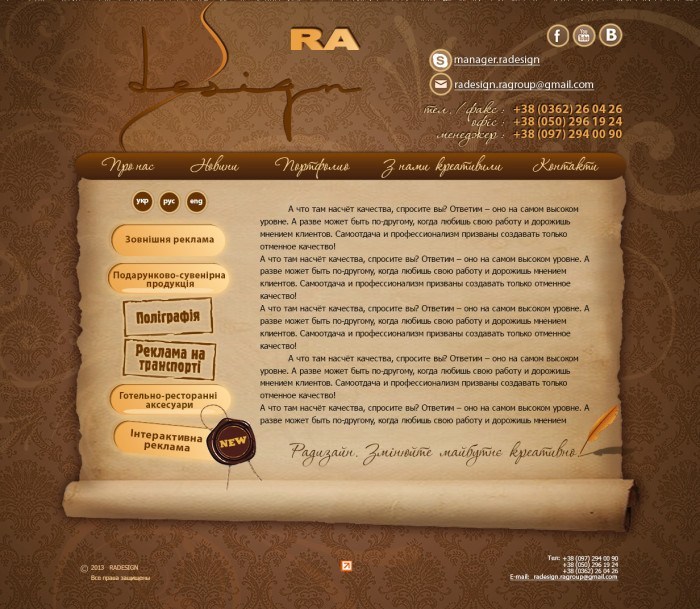 RA
Design
manager.radesign
radesign.ragroup@gmail.com
тел. / факс : +38 (0362) 26 04 26
офіс : +38 (050) 296 19 24
менеджер : +38 (097) 294 00 90
Про нас Новини Портфолио З нами креативили Контакти
укр рус eng
Зовнішня реклама
Подарунково-сувенірна
продукція
Поліграфія
Реклама на
транспорті
Готельно-ресторанні
аксесуари
Інтерактивна
реклама
NEW
А что там насчёт качества, спросите вы? Ответим – оно на самом высоком
уровне. А разве может быть по-другому, когда любишь свою работу и дорожишь
мнением клиентов. Самоотдача и профессионализм призваны создавать только
отменное качество!
А что там насчёт качества, спросите вы? Ответим – оно на самом высоком уровне. А
разве может быть по-другому, когда любишь свою работу и дорожишь мнением
клиентов. Самоотдача и профессионализм призваны создавать только отменное
качество!
А что там насчёт качества, спросите вы? Ответим – оно на самом высоком уровне. А
разве может быть по-другому, когда любишь свою работу и дорожишь мнением
клиентов. Самоотдача и профессионализм призваны создавать только отменное
качество!
А что там насчёт качества, спросите вы? Ответим – оно на самом высоком
уровне. А разве может быть по-другому, когда любишь свою работу и дорожишь
мнением клиентов. Самоотдача и профессионализм призваны создавать только
отменное качество!
А что там насчёт качества, спросите вы? Ответим – оно на самом высоком уровне. А
разве может быть по-другому, когда любишь свою работу и дорожишь мнением
Радизайн. Змінюйте майбутнє креативно!
© 2013 RADESIGN
Все права защищены
Тел: +38 (097) 294 00 90
+38 (050) 296 19 24
+38 (0362) 26 04 26
E-mail: radesign.ragroup@gmail.com